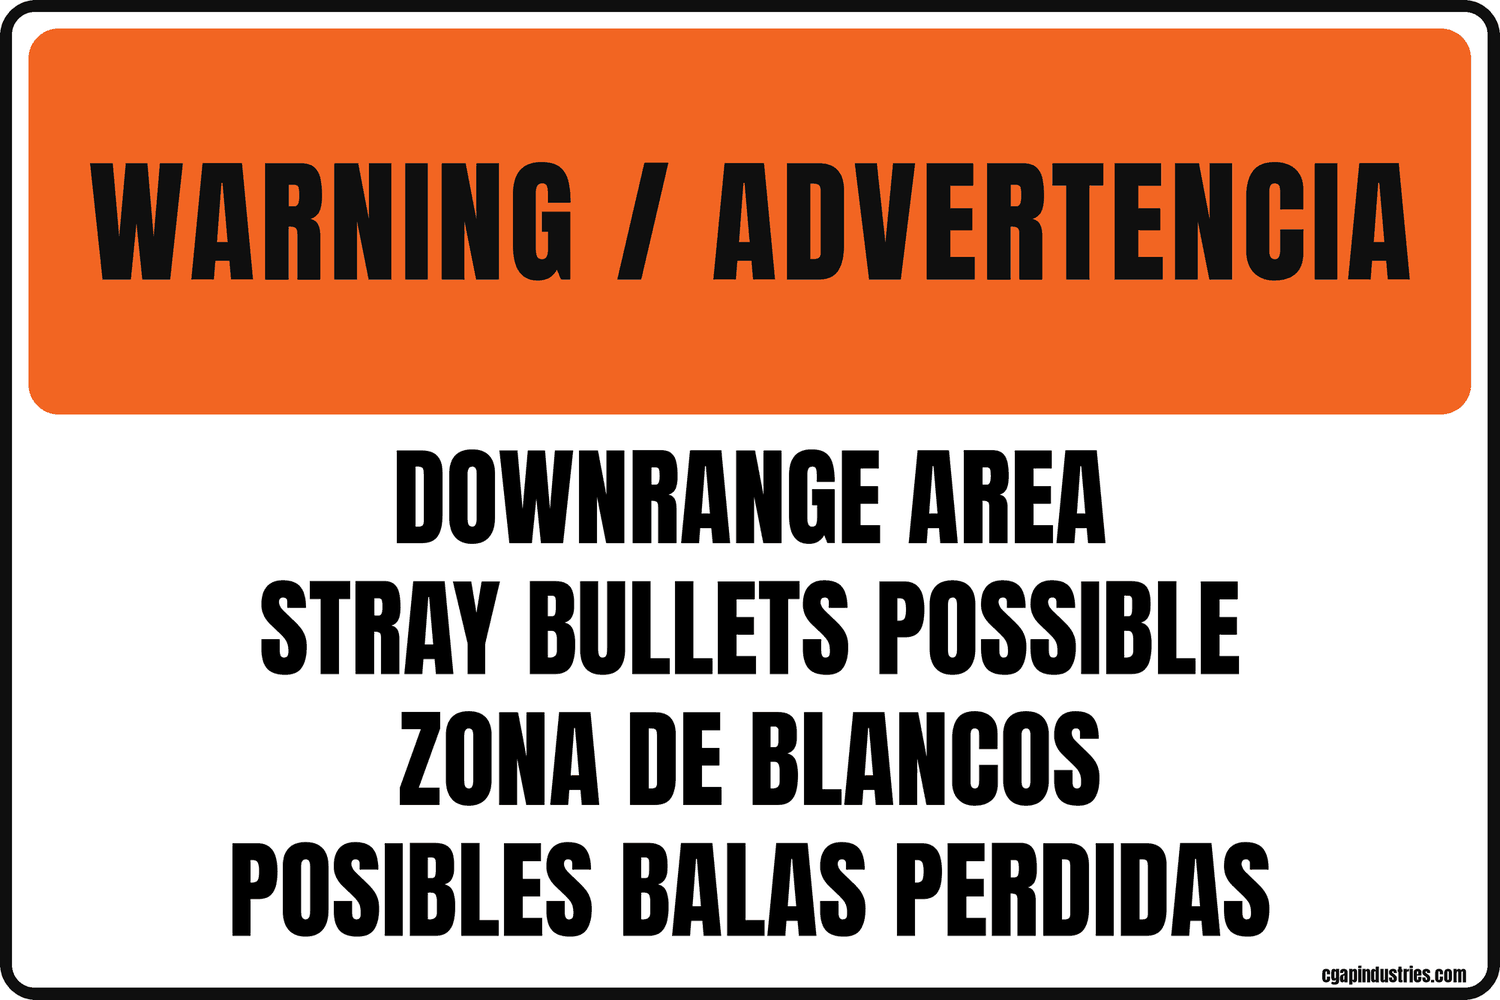 WARNING / ADVERTENCIA
DOWNRANGE AREA
STRAY BULLETS POSSIBLE
ZONA DE BLANCOS
POSIBLES BALAS PERDIDAS
cgapindustries.com